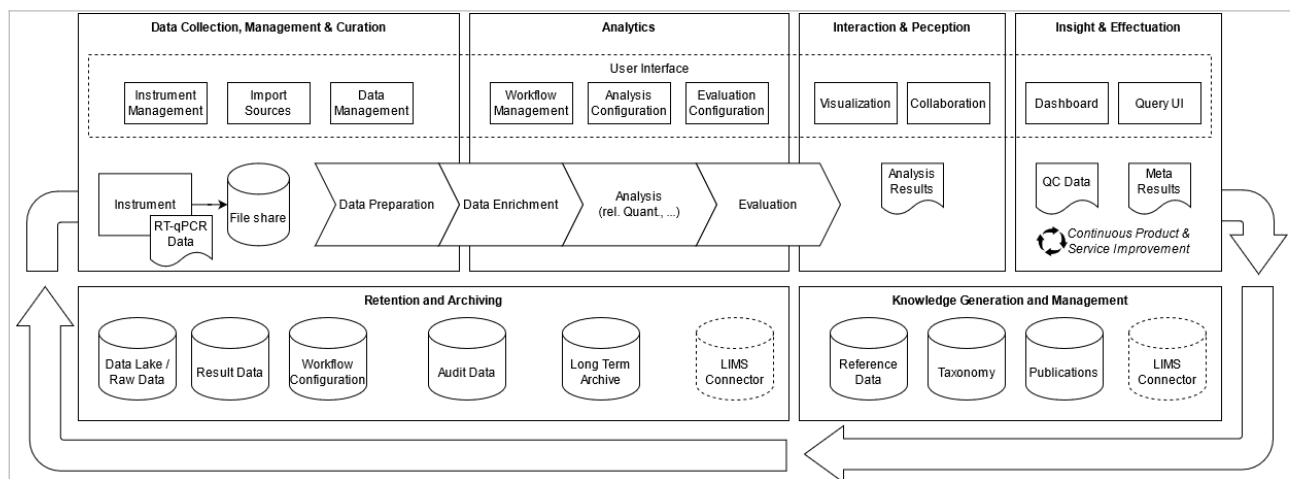 Data Collection, Management & Curation
Analytics
Interaction & Peception
Insight & Effectuation
User Interface
Instrument
Management
Import
Sources
Data
Management
Workflow
Management
Analysis
Configuration
Evaluation
Configuration
Visualization
Collaboration
Dashboard
Query UI
Instrument
RT-qPCR
Data
File share
Data Preparation
Data Enrichment
Analysis
(rel. Quant., ...)
Evaluation
Analysis
Results
QC Data
Meta
Results
Continuous Product &
Service Improvement
Retention and Archiving
Knowledge Generation and Management
Data Lake /
Raw Data
Result Data
Workflow
Configuration
Audit Data
Long Term
Archive
LIMS
Connector
Reference
Data
Taxonomy
Publications
LIMS
Connector